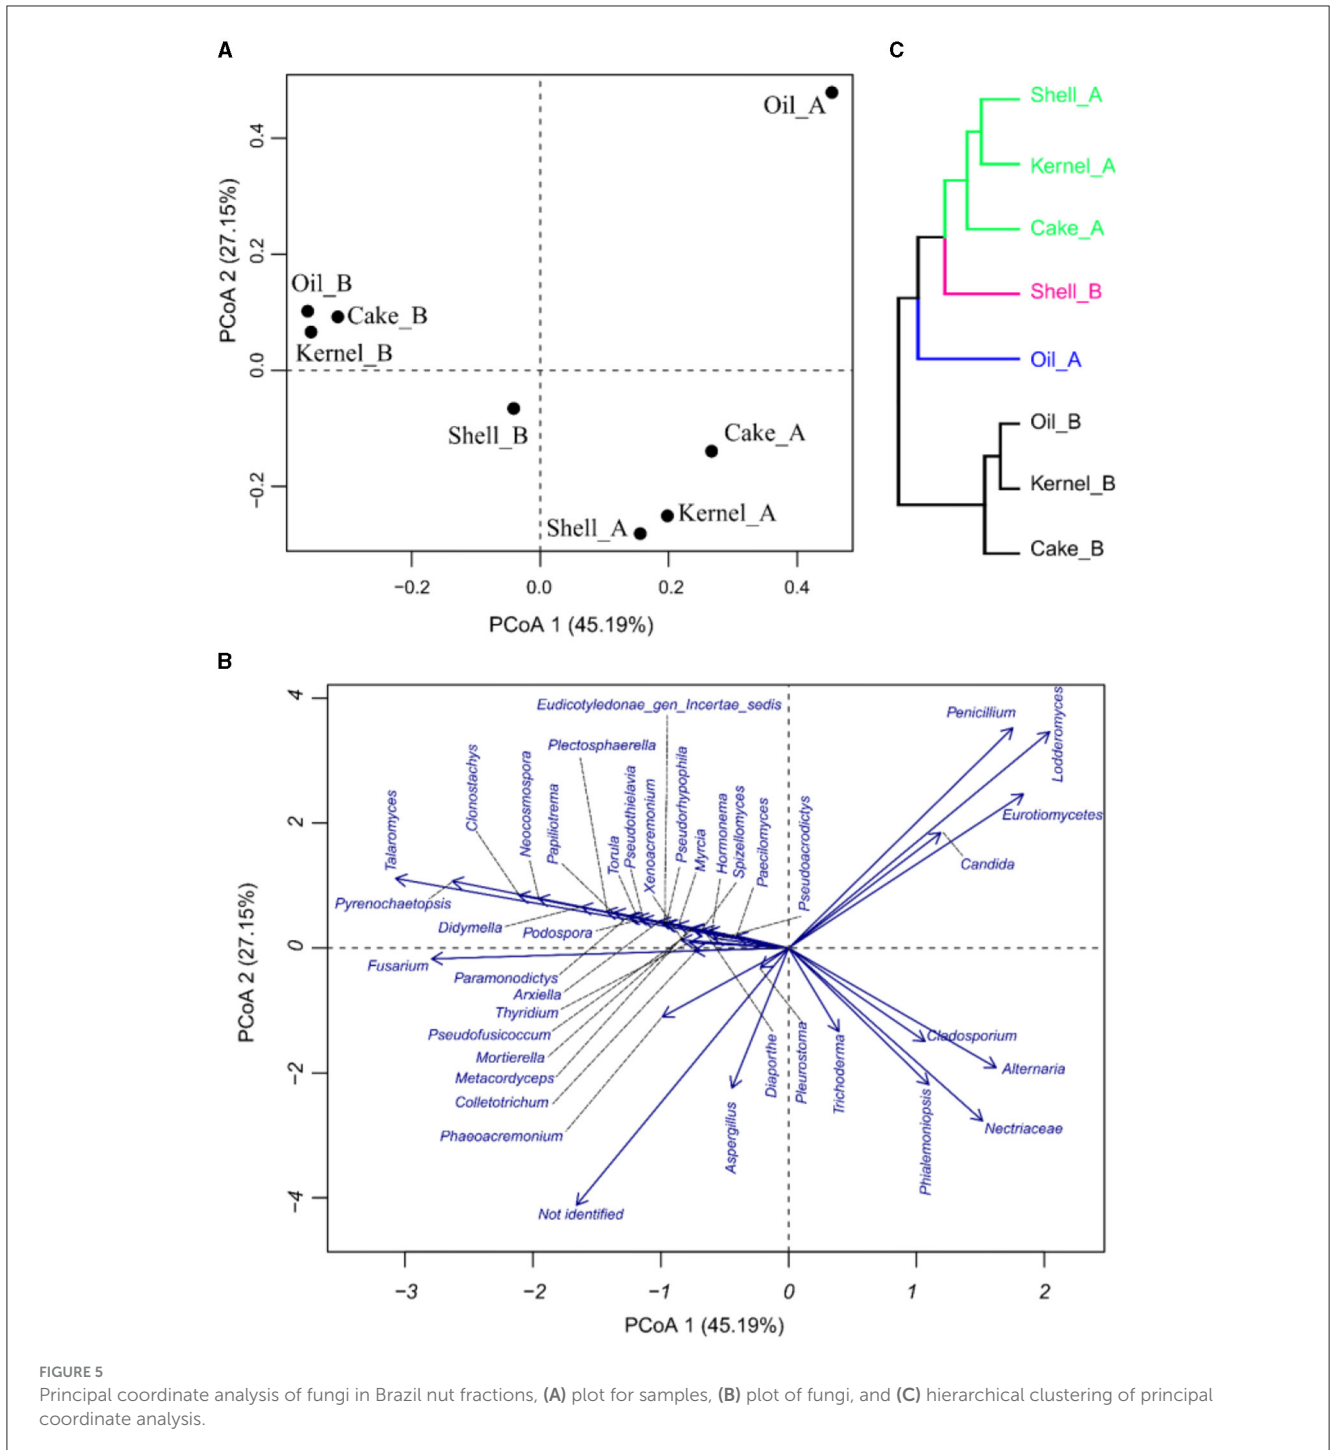 A
C
PCoA 2 (27.15%)
0.4
0.2
0.0
−0.2
Oil_A
Oil_B
Cake_B
Kernel_B
Shell_B
Cake_A
Kernel_A
Shell_A
−0.2
0.0
0.2
0.4
PCoA 1 (45.19%)
Shell_A
Kernel_A
Cake_A
Shell_B
Oil_A
Oil_B
Kernel_B
Cake_B
B
PCoA 2 (27.15%)
4
2
0
−2
−4
Eudicotyledonae_gen_Incertae_sedis
Plectosphaerella
Talaromyces
Clonostachys
Neocosmospora
Papiliotrema
Torula
Pseudothielavia
Xenoacremonium
Pseudorhypophila
Myrcia
Hormonema
Spizellomyces
Paecilomyces
Pseudoacrodictys
Penicillium
Lodderomyces
Eurotiomycetes
Candida
Pyrenochaetopsis
Didymella
Podospora
Fusarium
Paramonodictys
Arxiella
Thyridium
Pseudofusicoccum
Mortierella
Metacordyceps
Colletotrichum
Phaeoacremonium
Not identified
Aspergillus
Diaporthe
Pleurostoma
Trichoderma
Cladosporium
Alternaria
Phialemoniopsis
Nectriaceae
−3
−2
−1
0
1
2
PCoA 1 (45.19%)
FIGURE 5
Principal coordinate analysis of fungi in Brazil nut fractions, (A) plot for samples, (B) plot of fungi, and (C) hierarchical clustering of principal
coordinate analysis.